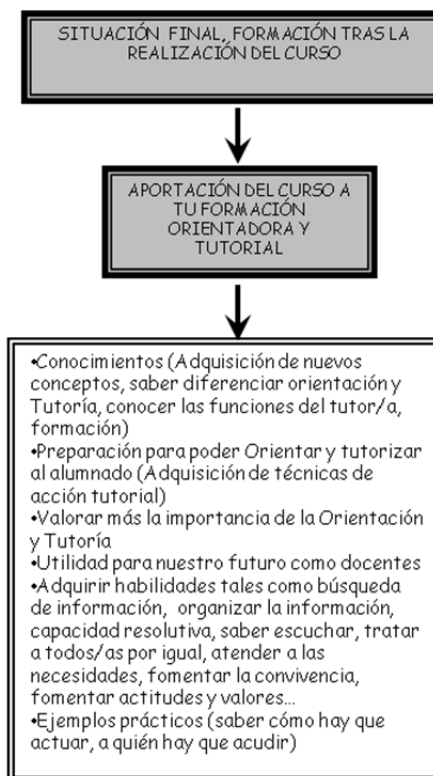 SITUACIÓN FINAL, FORMACIÓN TRAS LA
REALIZACIÓN DEL CURSO
APORTACIÓN DEL CURSO A
TU FORMACIÓN
ORIENTADORA Y
TUTORIAL
•Conocimientos (Adquisición de nuevos
conceptos, saber diferenciar orientación y
Tutoría, conocer las funciones del tutor/a,
formación)
•Preparación para poder Orientar y tutorizar
al alumnado (Adquisición de técnicas de
acción tutorial)
•Valorar más la importancia de la Orientación
y Tutoría
•Utilidad para nuestro futuro como docentes
•Adquirir habilidades tales como búsqueda
de información, organizar la información,
capacidad resolutiva, saber escuchar, tratar
a todos/as por igual, atender a las
necesidades, fomentar la convivencia,
fomentar actitudes y valores...
•Ejemplos prácticos (saber cómo hay que
actuar, a quién hay que acudir)